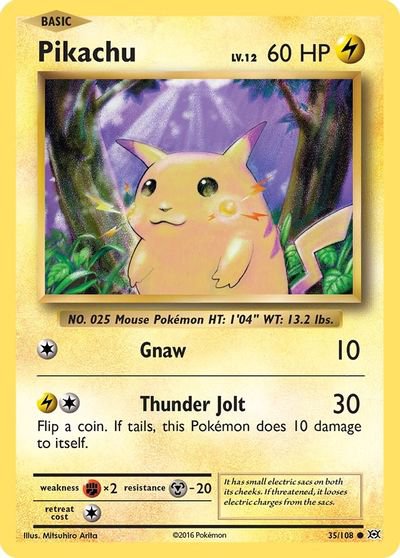 BASIC
Pikachu LV.12 60 HP
NO. 025 Mouse Pokémon HT: 1'04" WT: 13.2 lbs.
Gnaw 10
Thunder Jolt 30
Flip a coin. If tails, this Pokémon does 10 damage
to itself.
weakness ×2 resistance -20
retreat
cost
It has small electric sacs on both
its cheeks. If threatened, it looses
electric charges from the sacs.
Illus. Mitsuhiro Arita ©2016 Pokémon 35/108